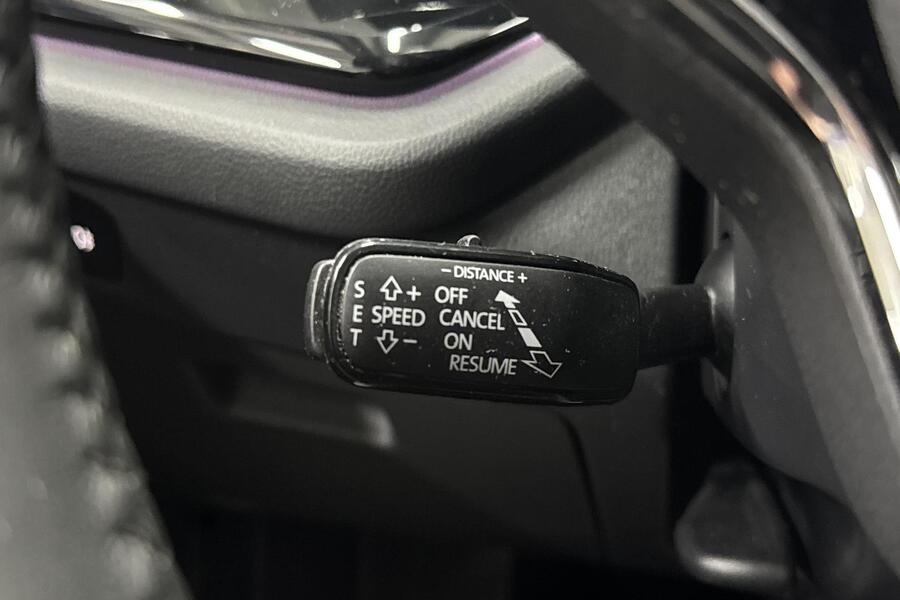 - DISTANCE +
S + OFF
E SPEED CANCEL
T - ON
RESUME